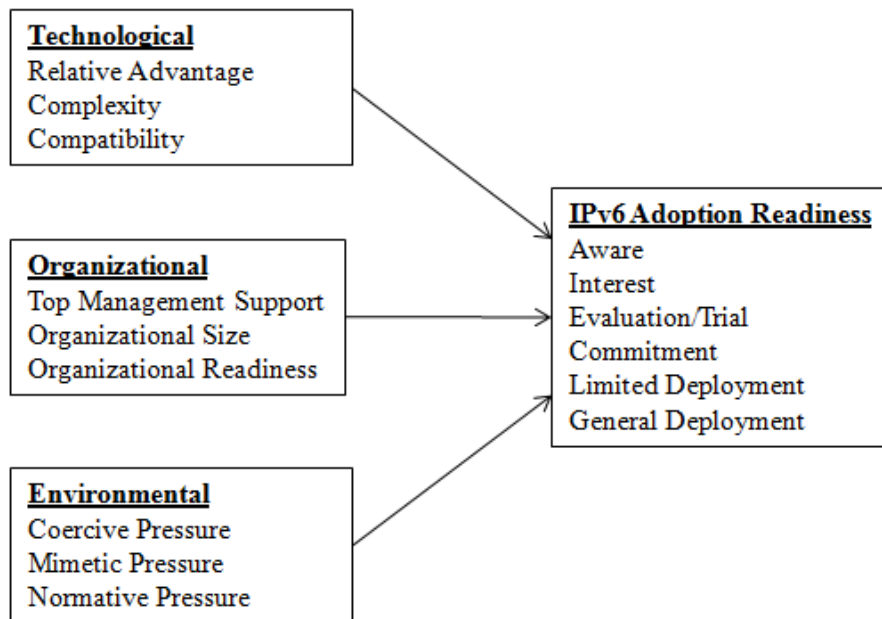 Technological
Relative Advantage
Complexity
Compatibility
Organizational
Top Management Support
Organizational Size
Organizational Readiness
Environmental
Coercive Pressure
Mimetic Pressure
Normative Pressure
IPv6 Adoption Readiness
Aware
Interest
Evaluation/Trial
Commitment
Limited Deployment
General Deployment